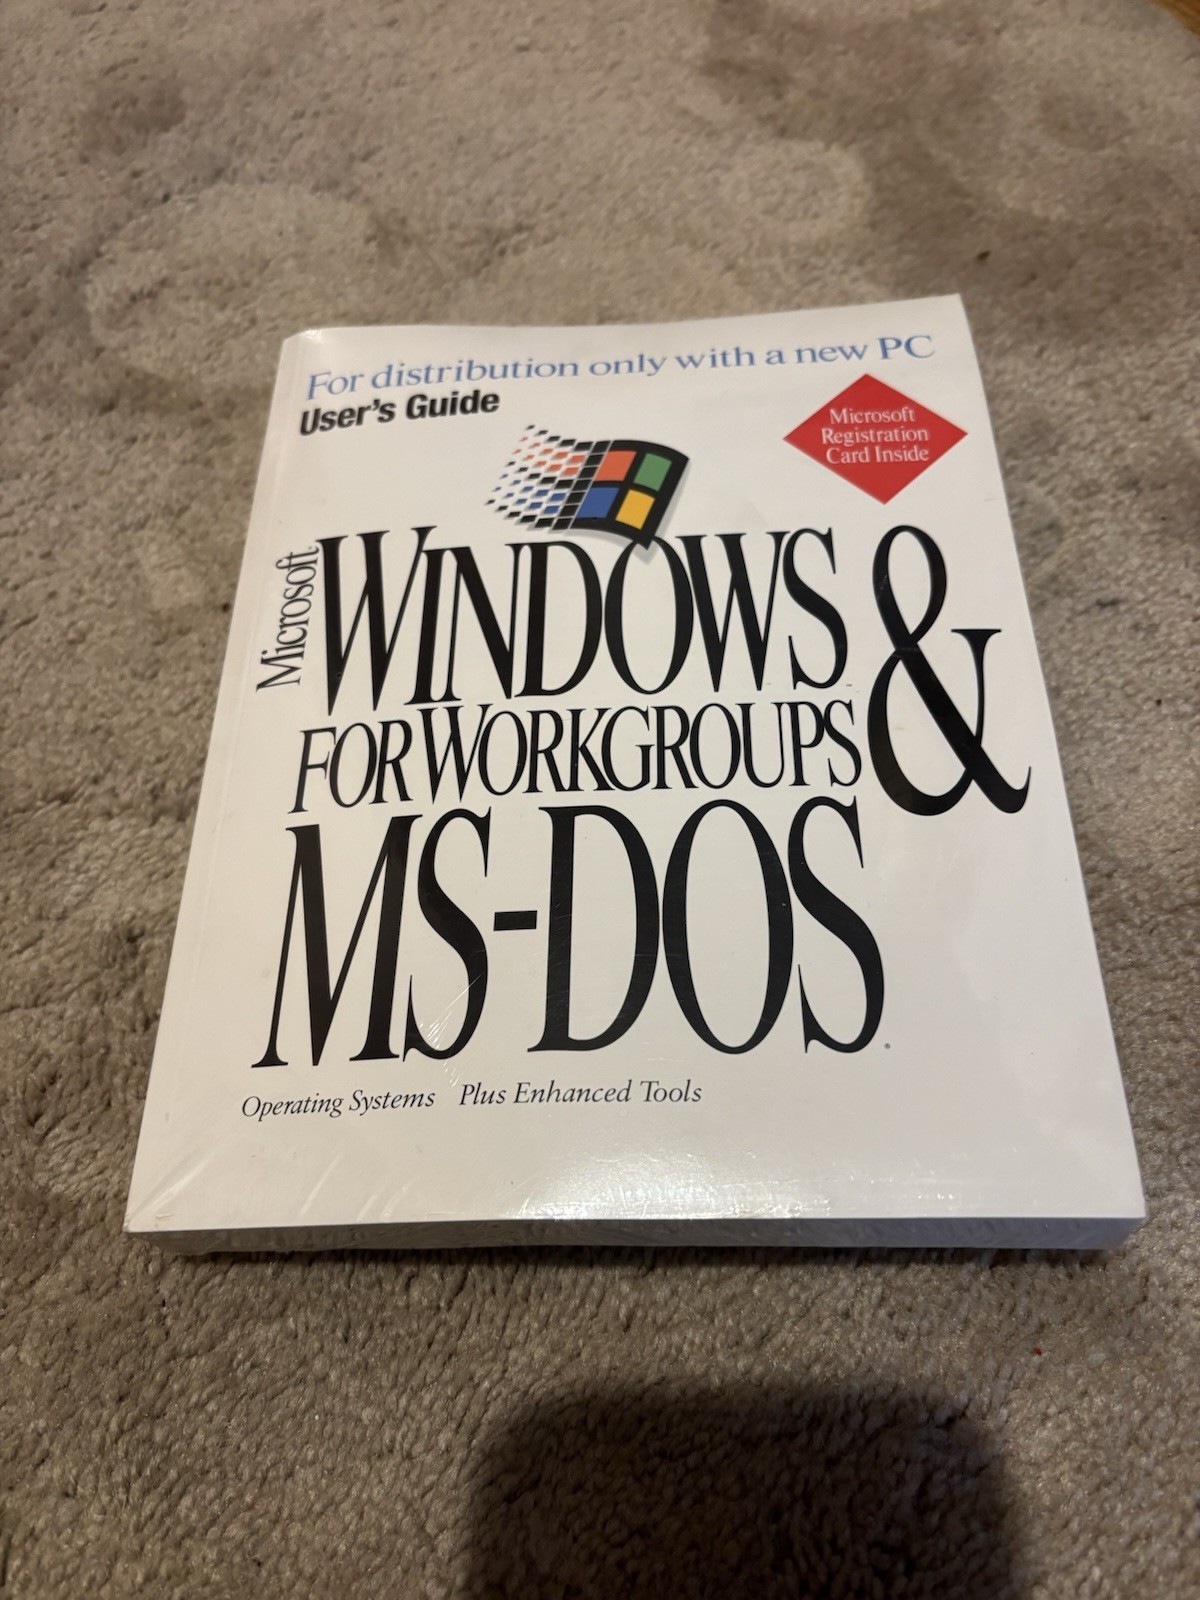 For distribution only with a new PC
User's Guide
Microsoft
Registration
Card Inside
Microsoft®
WINDOWS™
FOR WORKGROUPS &
MS-DOS®
Operating Systems Plus Enhanced Tools